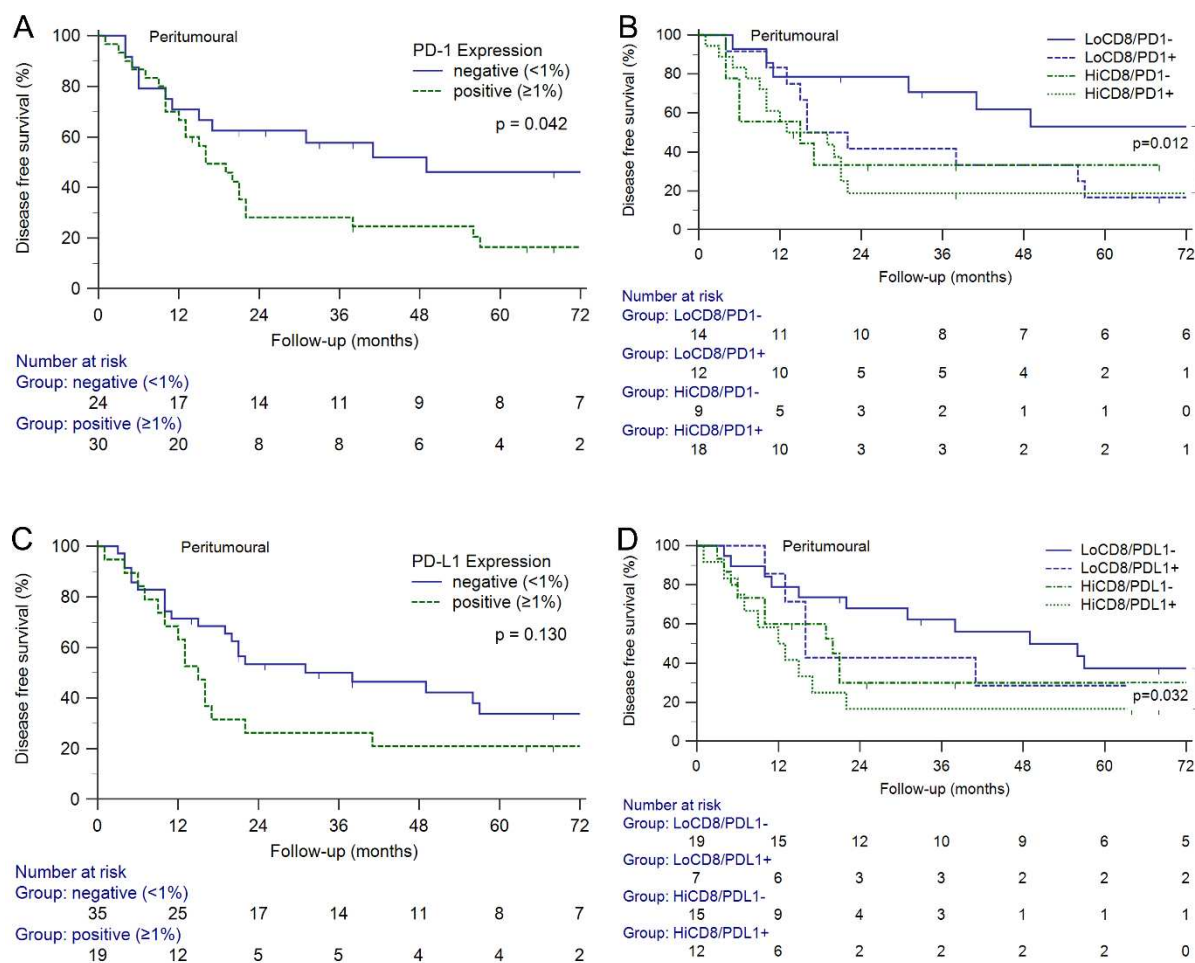 A
Peritumoural
PD-1 Expression
negative (<1%)
positive (≥1%)
p = 0.042
Disease free survival (%)
100
80
60
40
20
0
0 12 24 36 48 60 72
Follow-up (months)
Number at risk
Group: negative (<1%)
24 17 14 11 9 8 7
Group: positive (≥1%)
30 20 8 8 6 4 2
B
Peritumoural
LoCD8/PD1-
LoCD8/PD1+
HiCD8/PD1-
HiCD8/PD1+
p=0.012
Disease free survival (%)
100
80
60
40
20
0
0 12 24 36 48 60 72
Follow-up (months)
Number at risk
Group: LoCD8/PD1-
14 11 10 8 7 6 6
Group: LoCD8/PD1+
12 10 5 5 4 2 1
Group: HiCD8/PD1-
9 5 3 2 1 1 0
Group: HiCD8/PD1+
18 10 3 3 2 2 1
C
Peritumoural
PD-L1 Expression
negative (<1%)
positive (≥1%)
p = 0.130
Disease free survival (%)
100
80
60
40
20
0
0 12 24 36 48 60 72
Follow-up (months)
Number at risk
Group: negative (<1%)
35 25 17 14 11 8 7
Group: positive (≥1%)
19 12 5 5 4 4 2
D
Peritumoural
LoCD8/PDL1-
LoCD8/PDL1+
HiCD8/PDL1-
HiCD8/PDL1+
p=0.032
Disease free survival (%)
100
80
60
40
20
0
0 12 24 36 48 60 72
Follow-up (months)
Number at risk
Group: LoCD8/PDL1-
19 15 12 10 9 6 5
Group: LoCD8/PDL1+
7 6 3 3 2 2 2
Group: HiCD8/PDL1-
15 9 4 3 1 1 1
Group: HiCD8/PDL1+
12 6 2 2 2 2 0